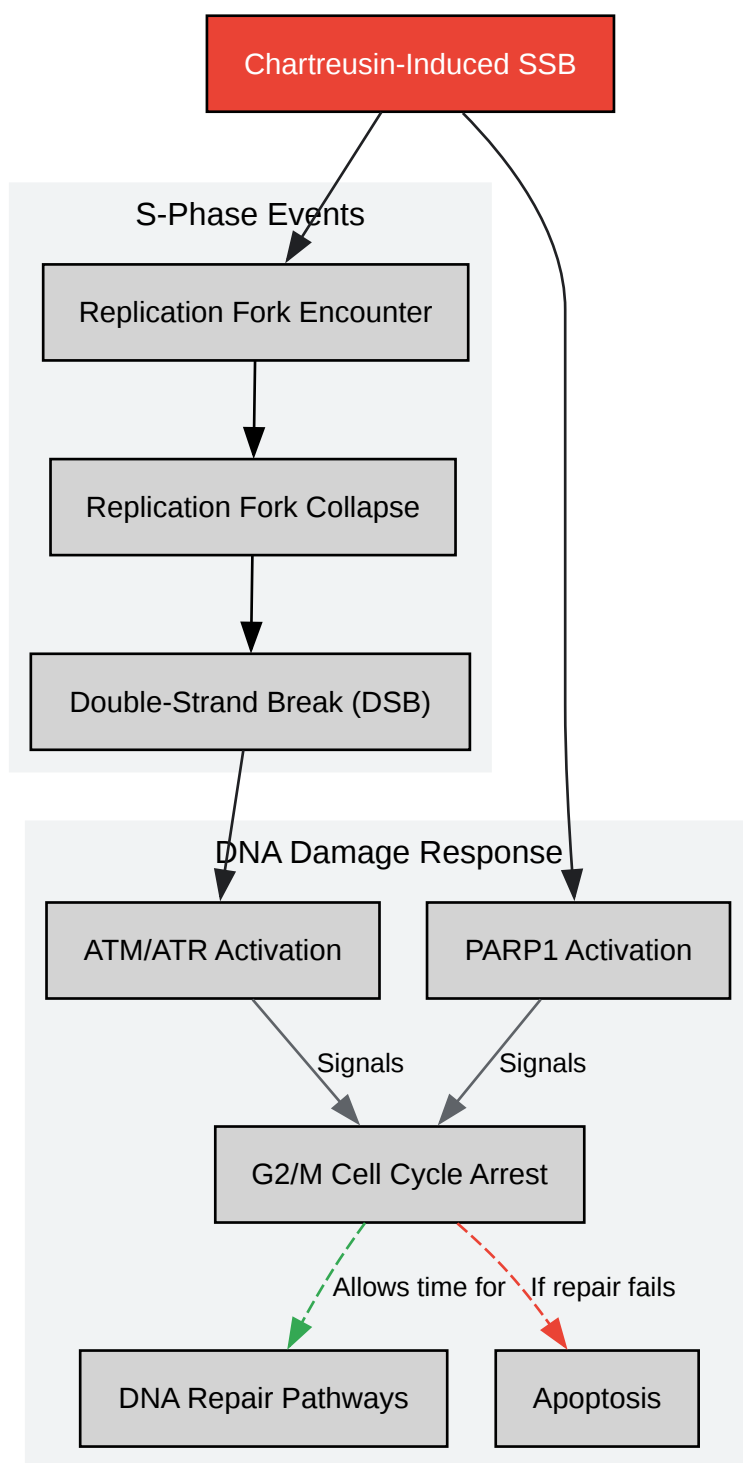 Chartreusin-Induced SSB
S-Phase Events
Replication Fork Encounter
Replication Fork Collapse
Double-Strand Break (DSB)
DNA Damage Response
ATM/ATR Activation
PARP1 Activation
Signals
Signals
G2/M Cell Cycle Arrest
Allows time for
If repair fails
DNA Repair Pathways
Apoptosis